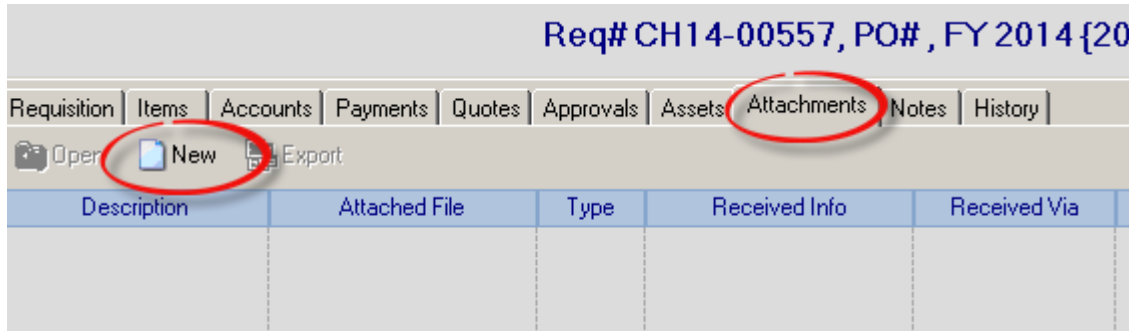 Req# CH14-00557, PO# , FY 2014 {20
Requisition Items Accounts Payments Quotes Approvals Assets Attachments Notes History
Open New Export
Description Attached File Type Received Info Received Via